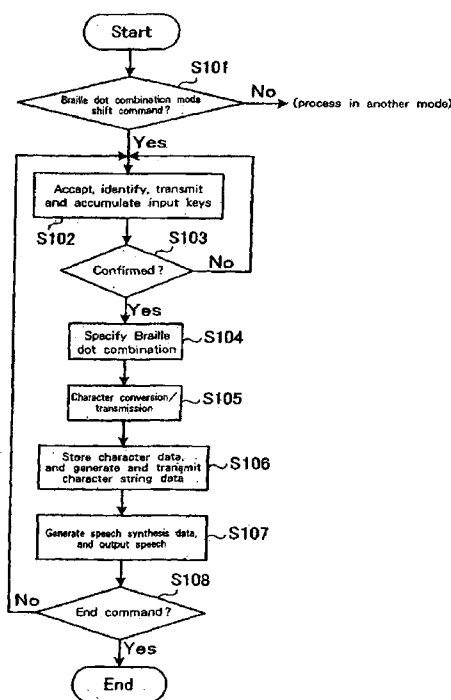 Start
S101
Braille dot combination mode
shift command?
No
(process in another mode)
Yes
Accept, identify, transmit
and accumulate input keys
S102
S103
Confirmed?
No
Yes
Specify Braille
dot combination
S104
Character conversion/
transmission
S105
Store character data,
and generate and transmit
character string data
S106
Generate speech synthesis data,
and output speech
S107
S108
No
End command?
Yes
End